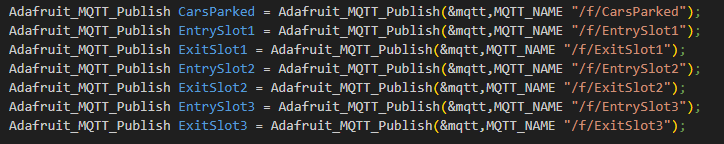 Adafruit_MQTT_Publish CarsParked = Adafruit_MQTT_Publish(&mqtt,MQTT_NAME "/f/CarsParked");
Adafruit_MQTT_Publish EntrySlot1 = Adafruit_MQTT_Publish(&mqtt,MQTT_NAME "/f/EntrySlot1");
Adafruit_MQTT_Publish ExitSlot1 = Adafruit_MQTT_Publish(&mqtt,MQTT_NAME "/f/ExitSlot1");
Adafruit_MQTT_Publish EntrySlot2 = Adafruit_MQTT_Publish(&mqtt,MQTT_NAME "/f/EntrySlot2");
Adafruit_MQTT_Publish ExitSlot2 = Adafruit_MQTT_Publish(&mqtt,MQTT_NAME "/f/ExitSlot2");
Adafruit_MQTT_Publish EntrySlot3 = Adafruit_MQTT_Publish(&mqtt,MQTT_NAME "/f/EntrySlot3");
Adafruit_MQTT_Publish ExitSlot3 = Adafruit_MQTT_Publish(&mqtt,MQTT_NAME "/f/ExitSlot3");